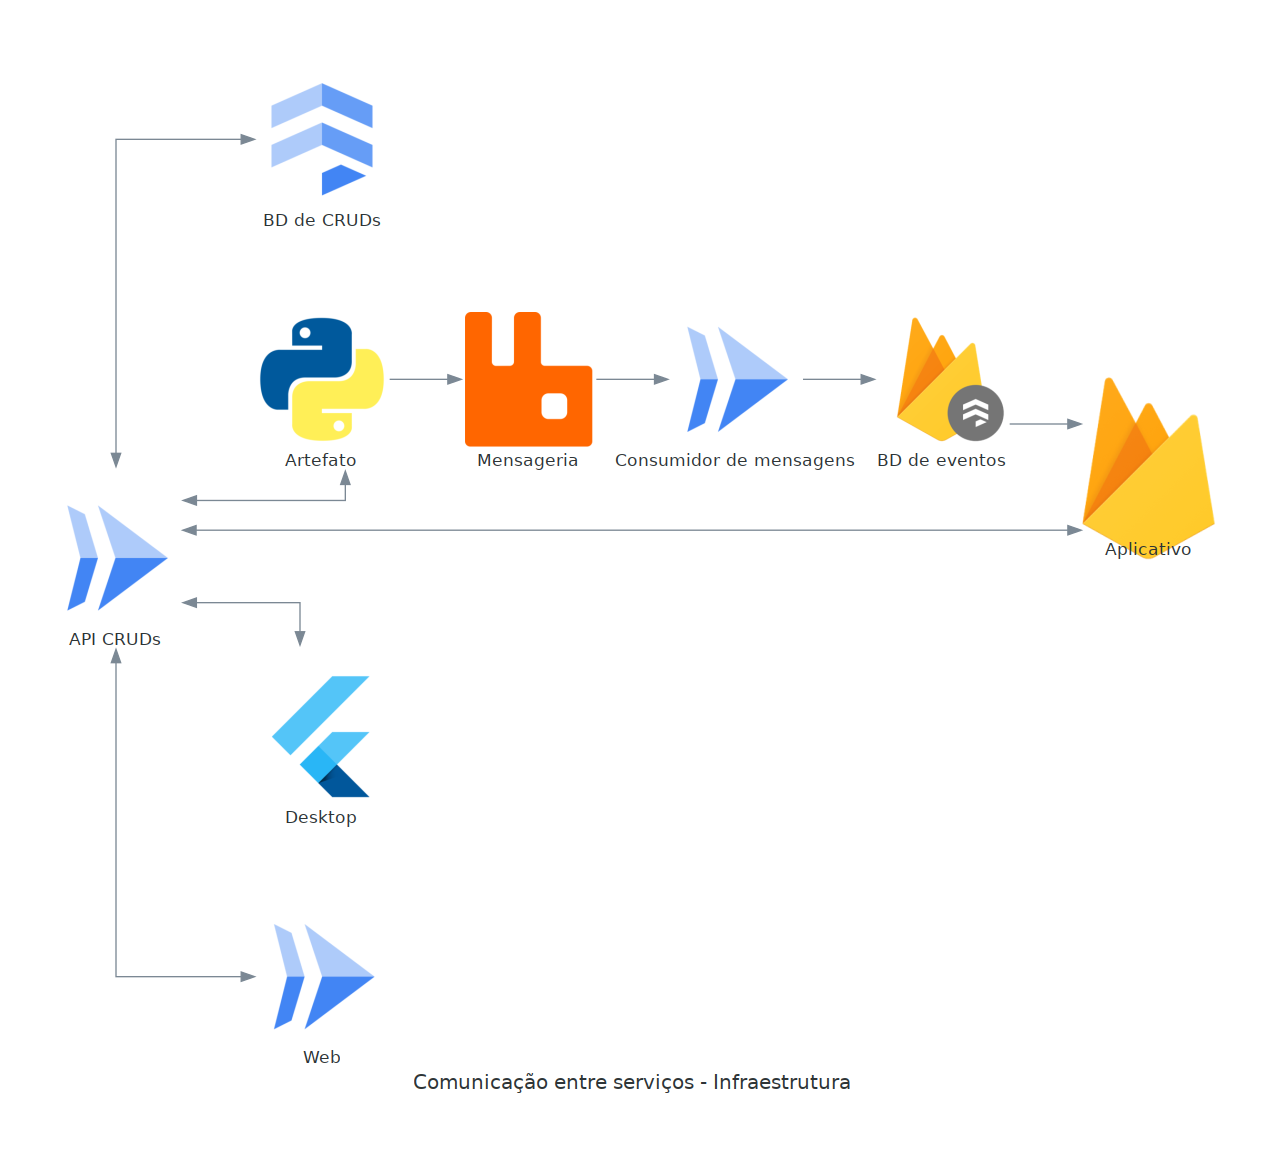 BD de CRUDs
Artefato
Mensageria
Consumidor de mensagens
BD de eventos
Aplicativo
API CRUDs
Desktop
Web
Comunicação entre serviços - Infraestrutura